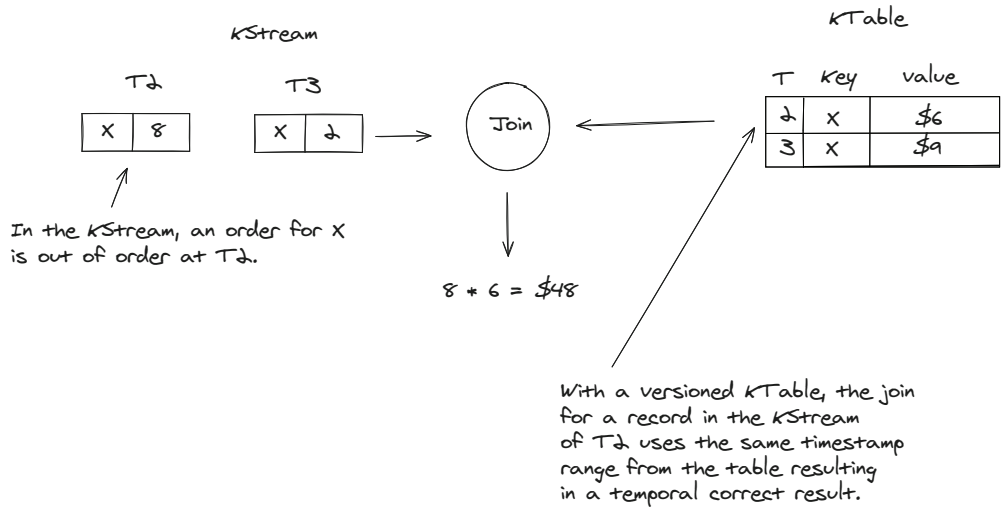 KStream
KTable
T2
T3
T Key value
X 8
X 2
Join
2 X $6
3 X $9
In the KStream, an order for X
is out of order at T2.
8 * 6 = $48
With a versioned KTable, the join
for a record in the KStream
of T2 uses the same timestamp
range from the table resulting
in a temporal correct result.